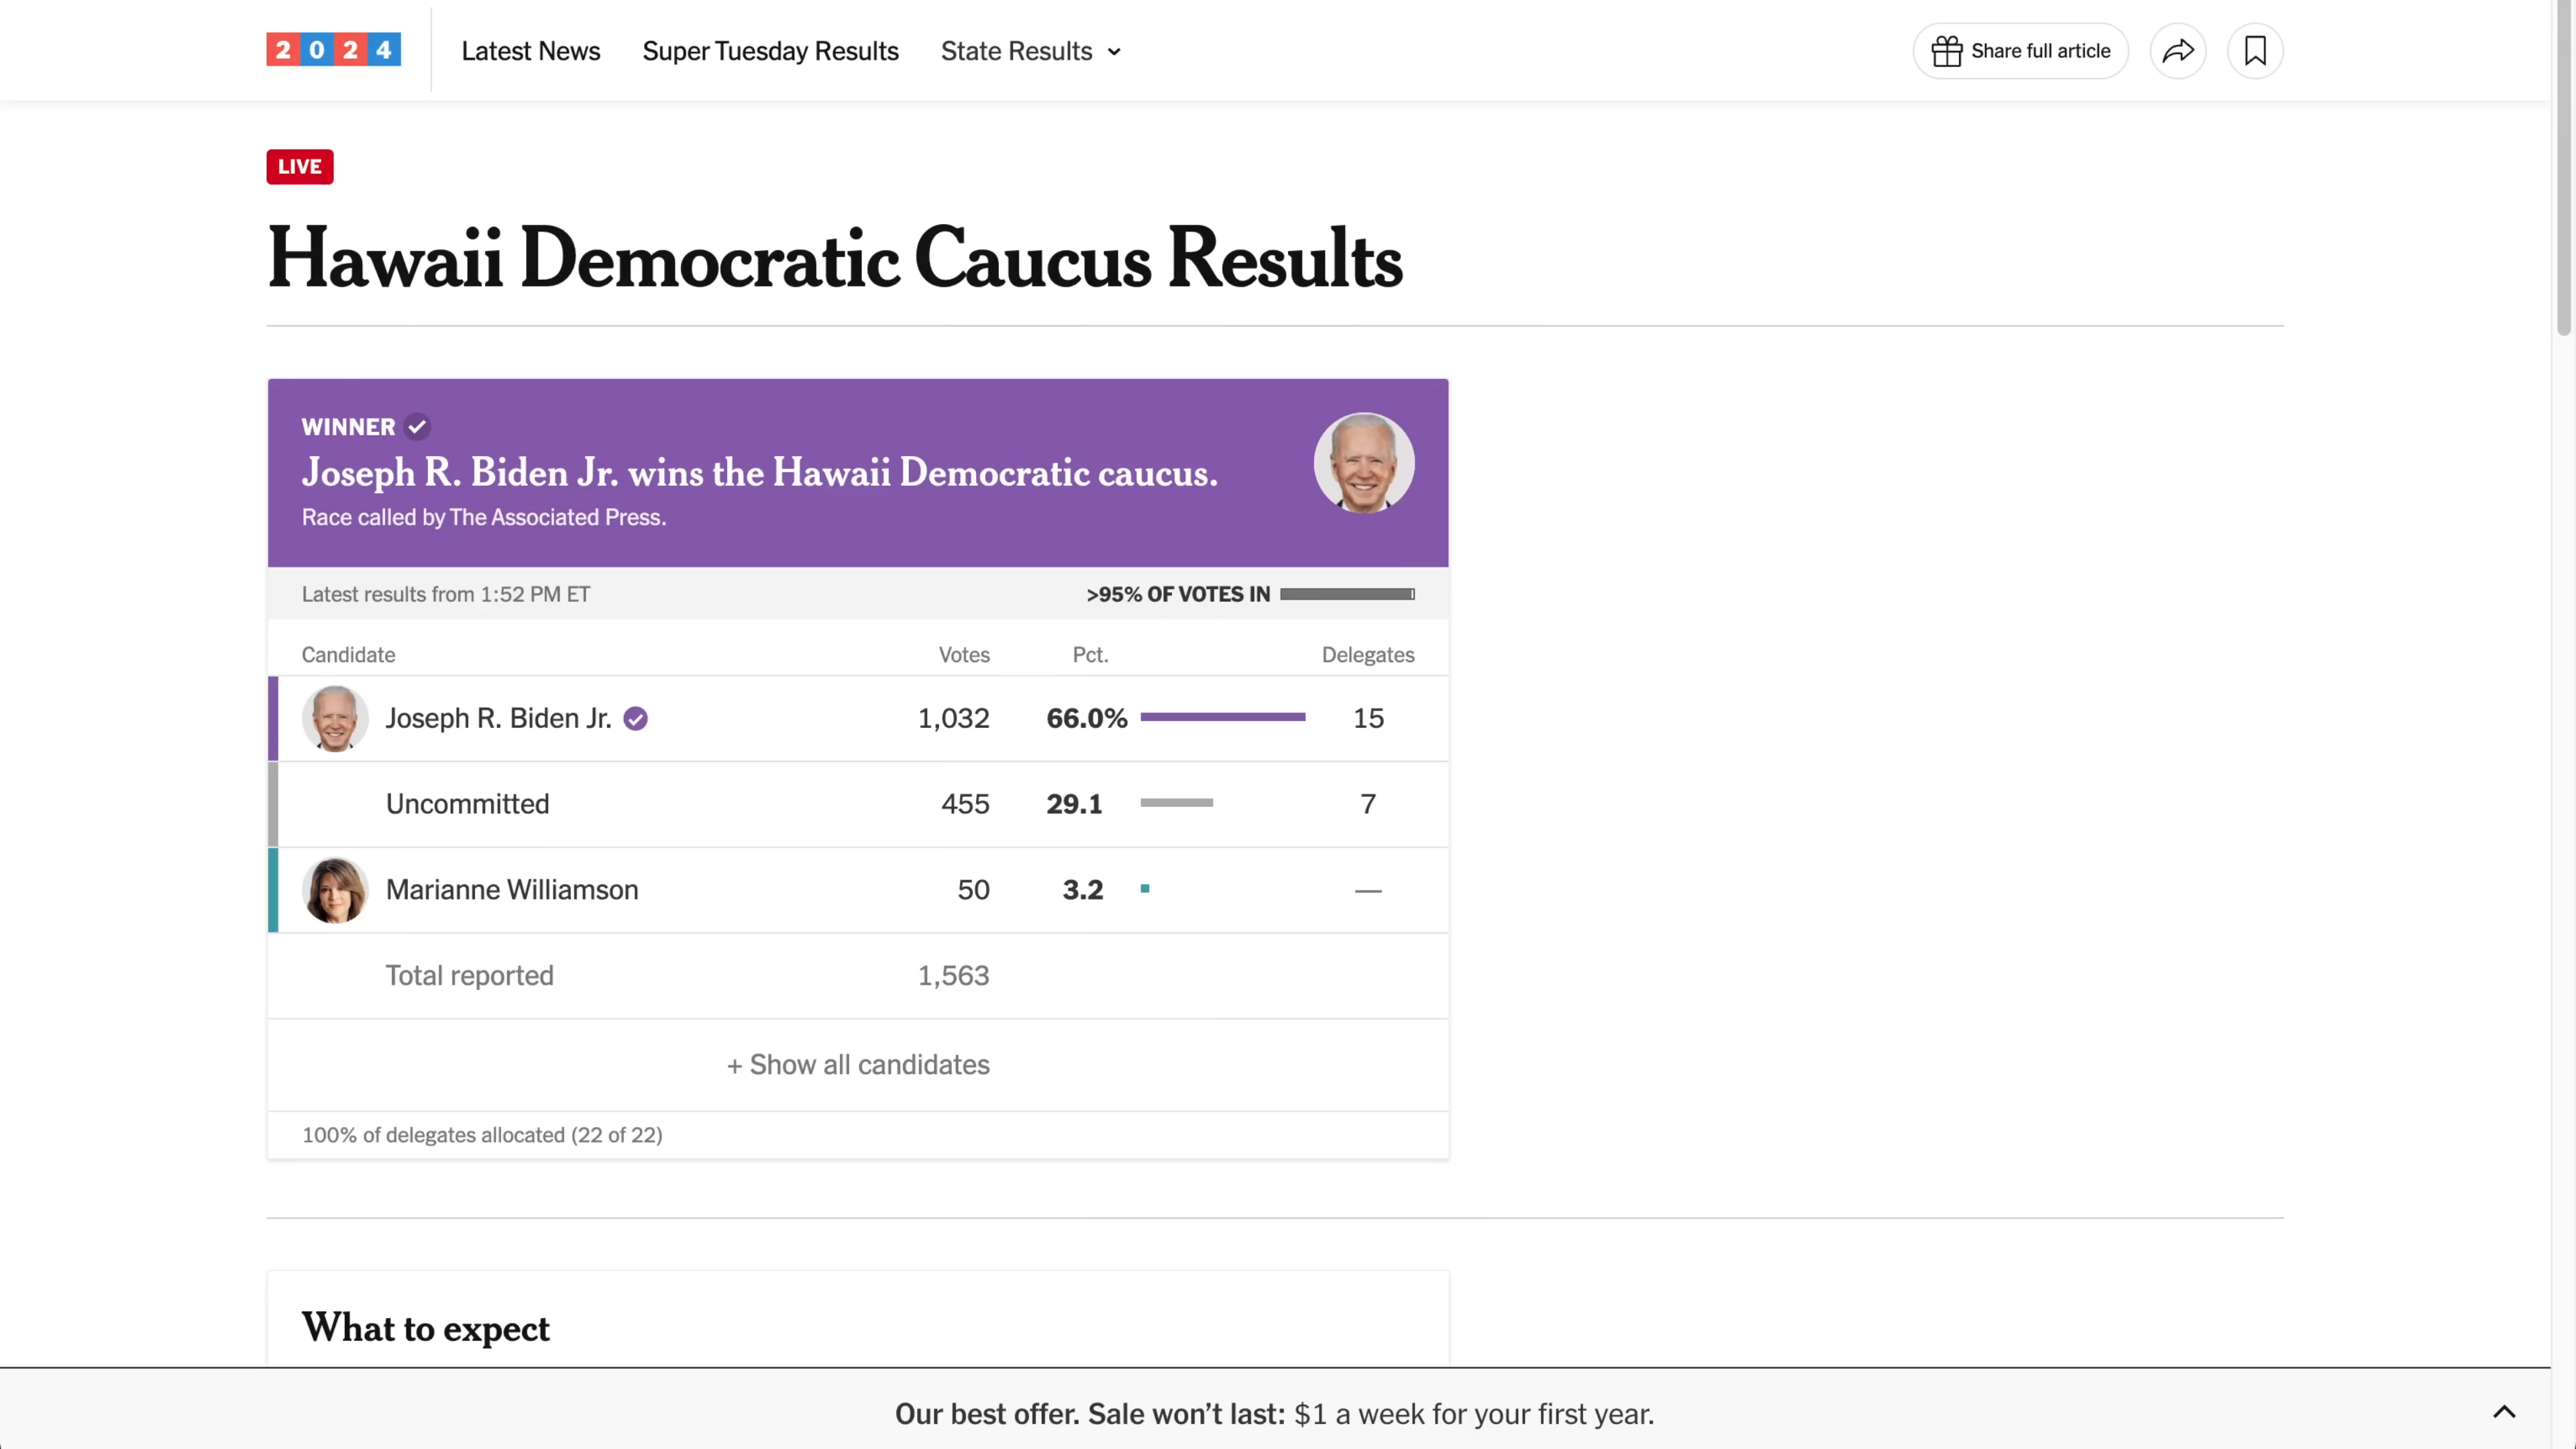 2024
Latest News
Super Tuesday Results
State Results
Share full article
LIVE
Hawaii Democratic Caucus Results
WINNER
Joseph R. Biden Jr. wins the Hawaii Democratic caucus.
Race called by The Associated Press.
Latest results from 1:52 PM ET >95% OF VOTES IN
Candidate Votes Pct. Delegates
Joseph R. Biden Jr. 1,032 66.0% 15
Uncommitted 455 29.1 7
Marianne Williamson 50 3.2 —
Total reported 1,563
+ Show all candidates
100% of delegates allocated (22 of 22)
What to expect
Our best offer. Sale won’t last: $1 a week for your first year.